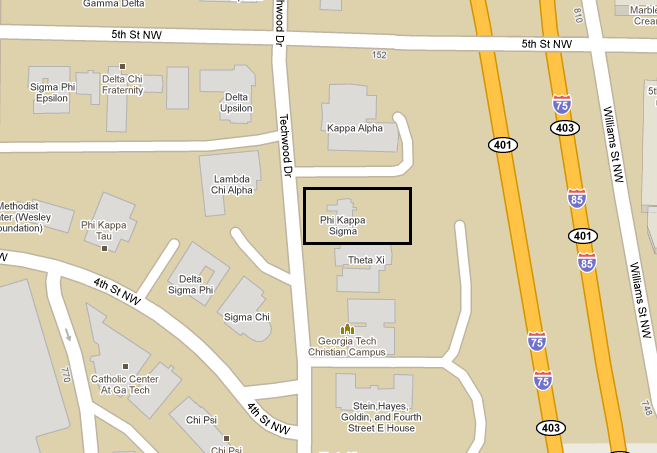 Gamma Delta
810
Marble
Crea
5th St NW
5th St NW
152
Techwood Dr
Delta Chi
Fraternity
Sigma Phi
Epsilon
Delta
Upsilon
75
403
Kappa Alpha
Techwood Dr
Williams St NW
5t
401
Lambda
Chi Alpha
85
Methodist
ter (Wesley
oundation)
Phi Kappa
Tau
Phi Kappa
Sigma
401
85
Theta Xi
W
4th St NW
Delta
Sigma Phi
Sigma Chi
Williams St NW
Georgia Tech
Christian Campus
75
75
770
Catholic Center
At Ga Tech
4th St NW
Chi Psi
Chi Psi
Stein,Hayes,
Goldin, and Fourth
Street E House
403
748